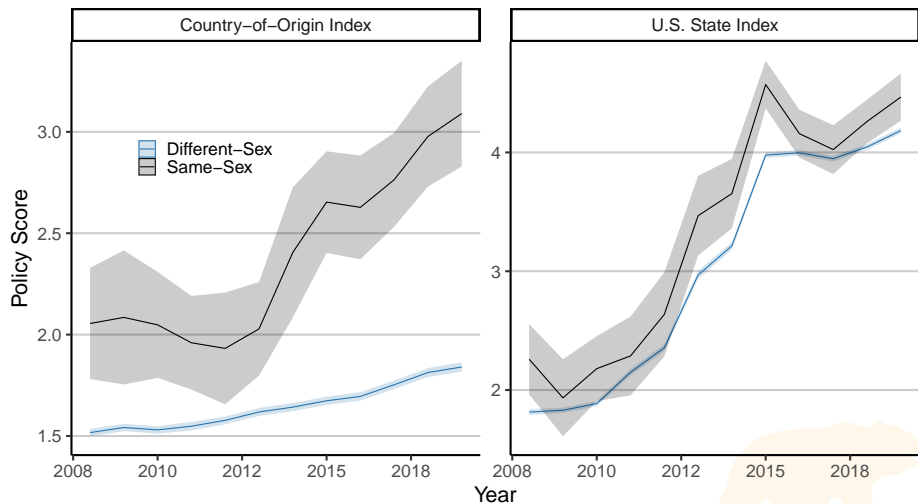 Country−of−Origin Index
U.S. State Index
Policy Score
3.0
2.5
2.0
1.5
Different−Sex
Same−Sex
4
3
2
2008 2010 2012 2015 2018
2008 2010 2012 2015 2018
Year